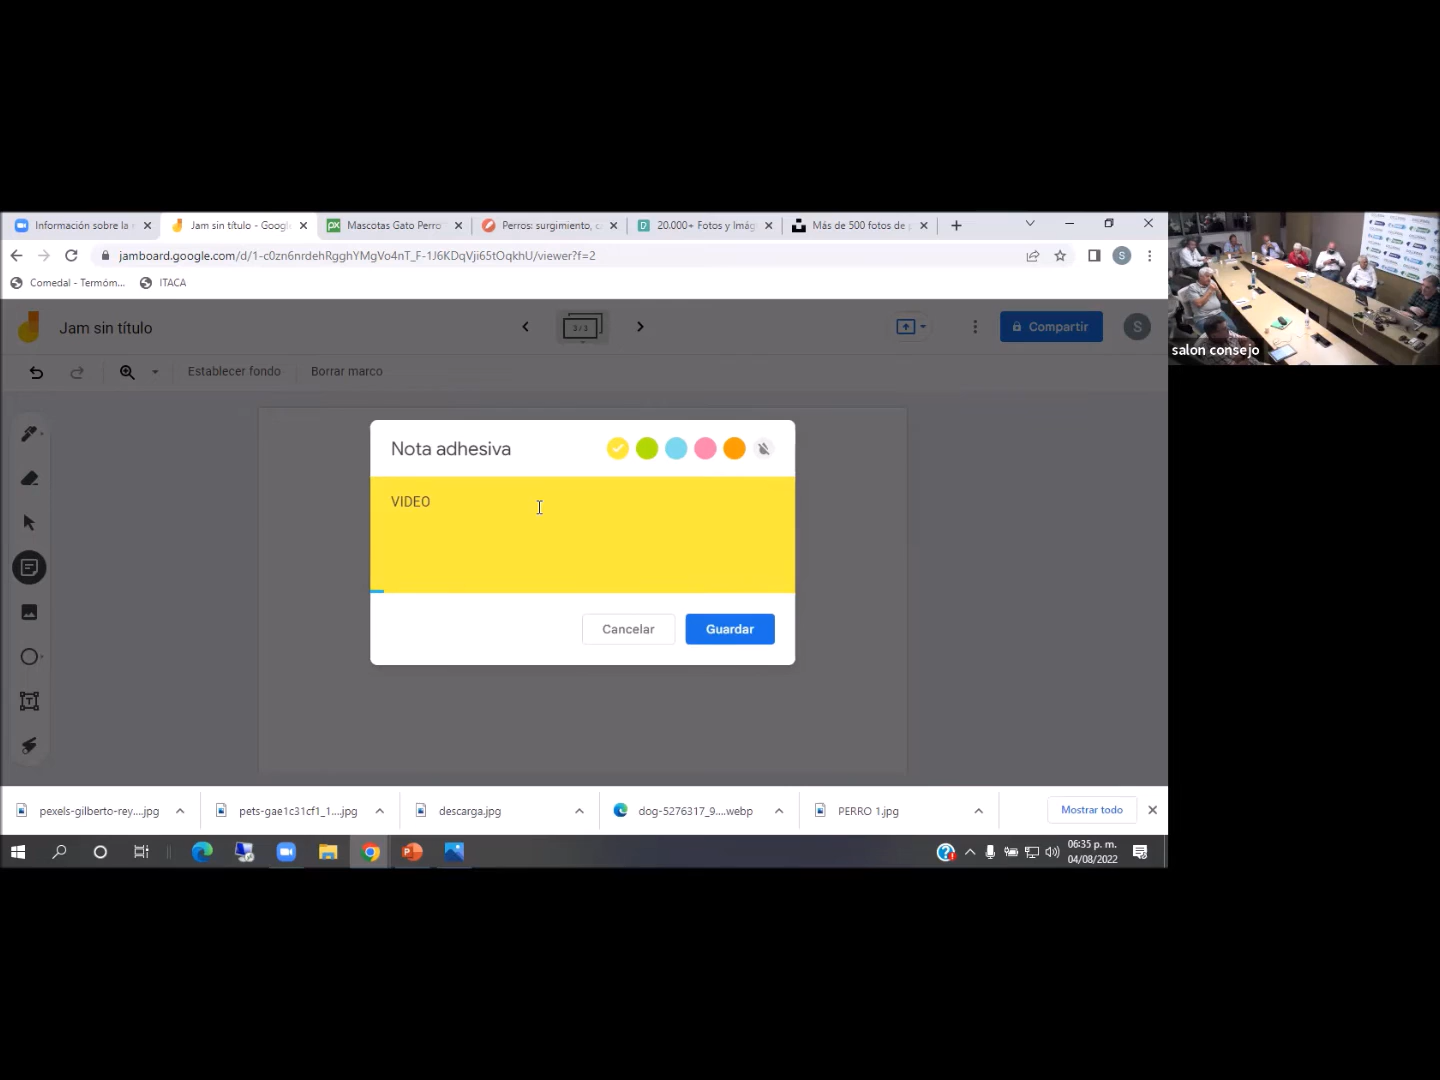 Información sobre la
Jam sin título - Google
Mascotas Gato Perro
Perros: surgimiento, c
20.000+ Fotos y Imág
Más de 500 fotos de p
jamboard.google.com/d/1-c0zn6nrdehRgghYMgVo4nT_F-1J6KDqVji65tOqkhU/viewer?f=2
S
Comedal - Termóm...
ITACA
Jam sin título
3 / 3
Compartir
S
Establecer fondo
Borrar marco
Nota adhesiva
VIDEO
Cancelar
Guardar
salon consejo
pexels-gilberto-rey....jpg
pets-gae1c31cf1_1....jpg
descarga.jpg
dog-5276317_9....webp
PERRO 1.jpg
Mostrar todo
06:35 p. m.
04/08/2022